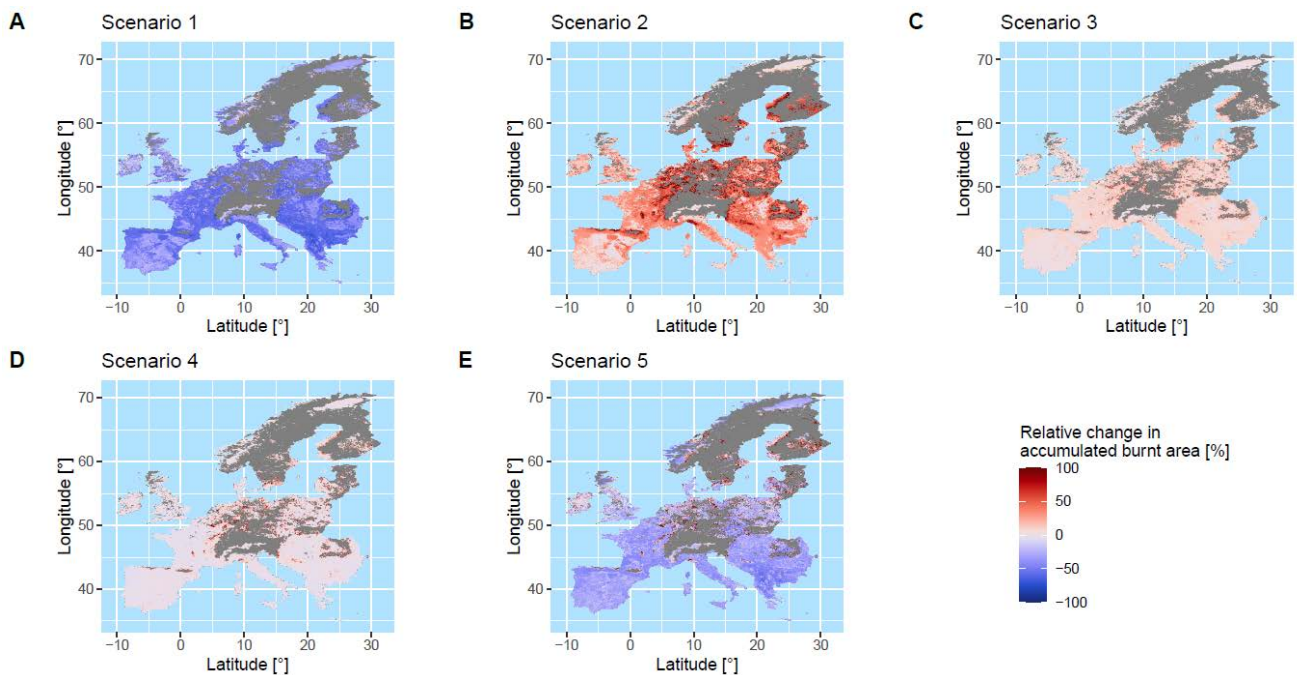 A Scenario 1
B Scenario 2
C Scenario 3
70
60
50
40
Longitude [°]
−10 0 10 20 30
Latitude [°]
70
60
50
40
Longitude [°]
−10 0 10 20 30
Latitude [°]
70
60
50
40
Longitude [°]
−10 0 10 20 30
Latitude [°]
D Scenario 4
E Scenario 5
70
60
50
40
Longitude [°]
−10 0 10 20 30
Latitude [°]
70
60
50
40
Longitude [°]
−10 0 10 20 30
Latitude [°]
Relative change in
accumulated burnt area [%]
100
50
0
−50
−100